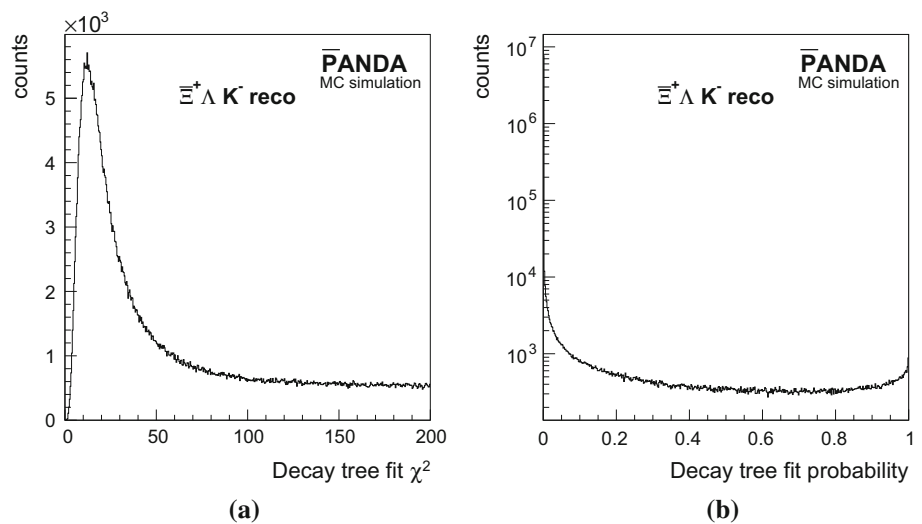 ×10³
counts
5
4
3
2
1
0
P̅ANDA
MC simulation
Ξ̅⁺ Λ K⁻ reco
0 50 100 150 200
Decay tree fit χ²
(a)
counts
10⁷
10⁶
10⁵
10⁴
10³
P̅ANDA
MC simulation
Ξ̅⁺ Λ K⁻ reco
0 0.2 0.4 0.6 0.8 1
Decay tree fit probability
(b)